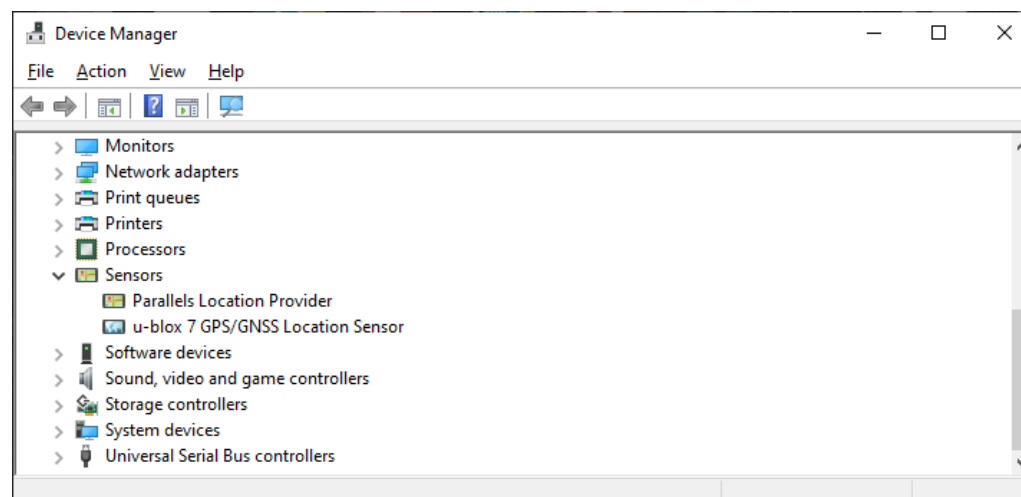 Device Manager
File Action View Help
Monitors
Network adapters
Print queues
Printers
Processors
Sensors
Parallels Location Provider
u-blox 7 GPS/GNSS Location Sensor
Software devices
Sound, video and game controllers
Storage controllers
System devices
Universal Serial Bus controllers